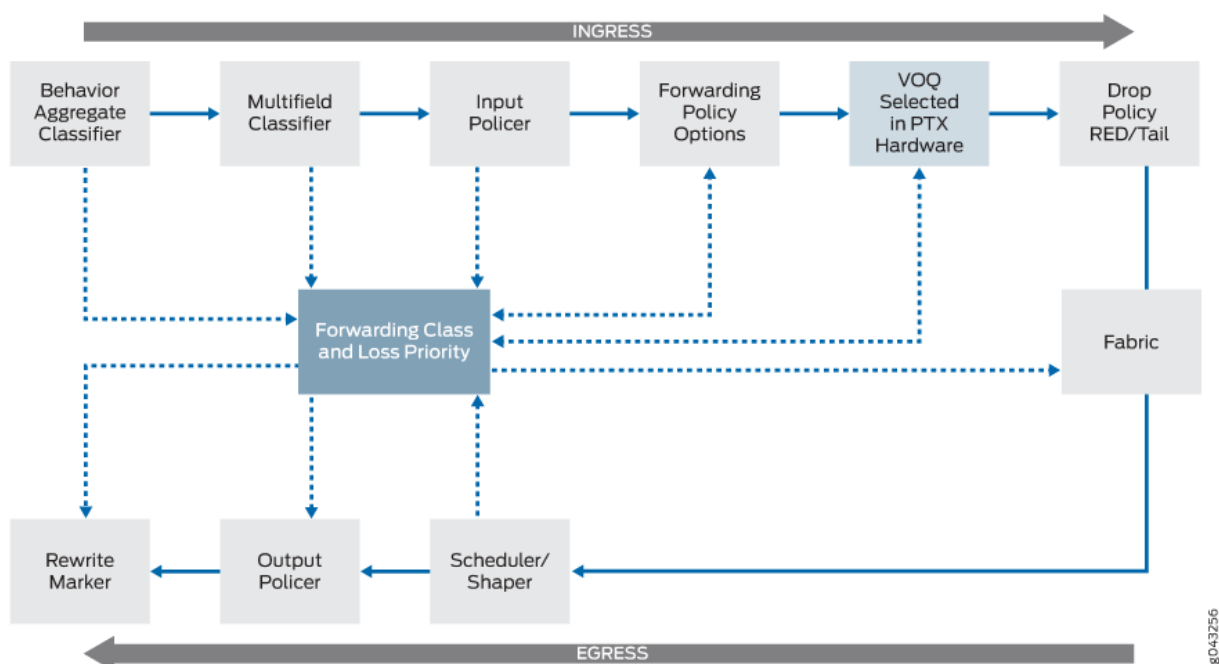 INGRESS
Behavior
Aggregate
Classifier
Multifield
Classifier
Input
Policer
Forwarding
Policy
Options
VOQ
Selected
in PTX
Hardware
Drop
Policy
RED/Tail
Forwarding Class
and Loss Priority
Fabric
Rewrite
Marker
Output
Policer
Scheduler/
Shaper
EGRESS
g043256